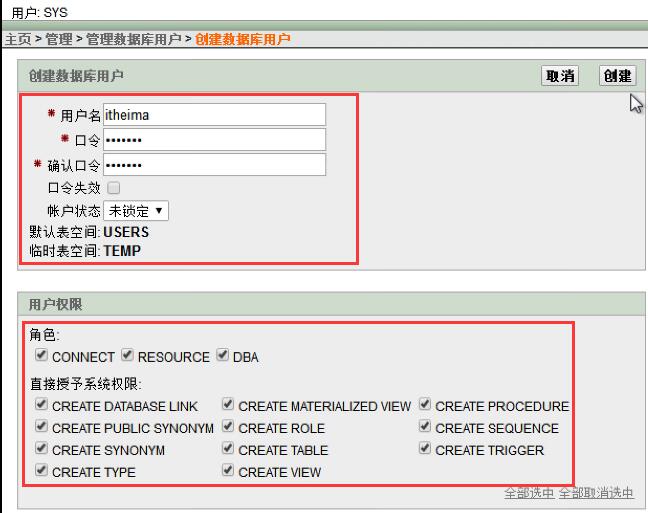 用户: SYS
主页 > 管理 > 管理数据库用户 > 创建数据库用户
创建数据库用户 取消 创建
* 用户名 itheima
* 口令 •••••••
* 确认口令 •••••••
口令失效
帐户状态 未锁定 ▼
默认表空间: USERS
临时表空间: TEMP
用户权限
角色:
CONNECT RESOURCE DBA
直接授予系统权限:
CREATE DATABASE LINK CREATE MATERIALIZED VIEW CREATE PROCEDURE
CREATE PUBLIC SYNONYM CREATE ROLE CREATE SEQUENCE
CREATE SYNONYM CREATE TABLE CREATE TRIGGER
CREATE TYPE CREATE VIEW
全部选中 全部取消选中